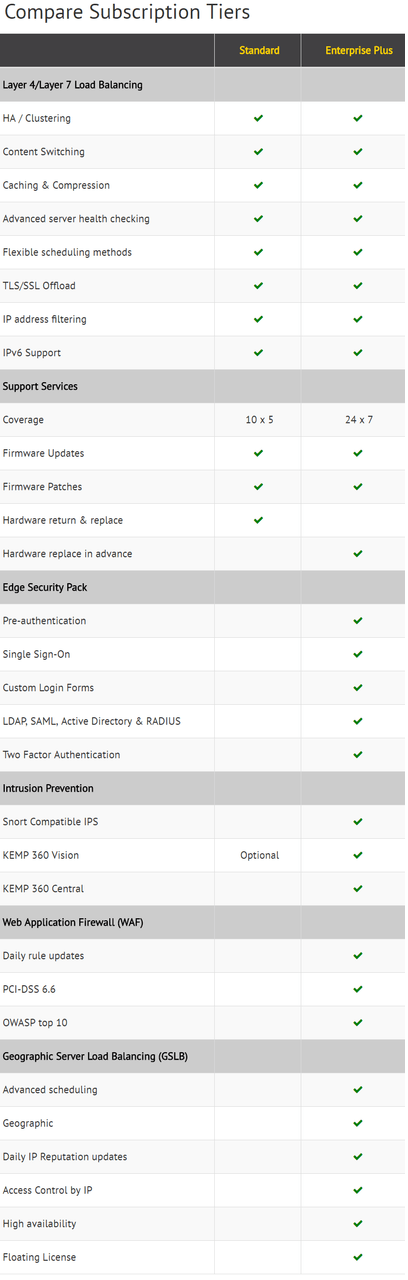 Compare Subscription Tiers
Standard Enterprise Plus
Layer 4/Layer 7 Load Balancing
HA / Clustering ✔ ✔
Content Switching ✔ ✔
Caching & Compression ✔ ✔
Advanced server health checking ✔ ✔
Flexible scheduling methods ✔ ✔
TLS/SSL Offload ✔ ✔
IP address filtering ✔ ✔
IPv6 Support ✔ ✔
Support Services
Coverage 10 x 5 24 x 7
Firmware Updates ✔ ✔
Firmware Patches ✔ ✔
Hardware return & replace ✔
Hardware replace in advance ✔
Edge Security Pack
Pre-authentication ✔
Single Sign-On ✔
Custom Login Forms ✔
LDAP, SAML, Active Directory & RADIUS ✔
Two Factor Authentication ✔
Intrusion Prevention
Snort Compatible IPS ✔
KEMP 360 Vision Optional ✔
KEMP 360 Central ✔
Web Application Firewall (WAF)
Daily rule updates ✔
PCI-DSS 6.6 ✔
OWASP top 10 ✔
Geographic Server Load Balancing (GSLB)
Advanced scheduling ✔
Geographic ✔
Daily IP Reputation updates ✔
Access Control by IP ✔
High availability ✔
Floating License ✔